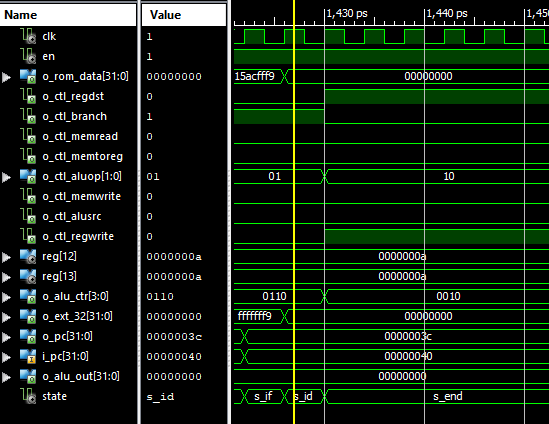 Name Value 1,430 ps 1,440 ps 1,450
clk 1
en 1
o_rom_data[31:0] 00000000 15acfff9 00000000
o_ctl_regdst 0
o_ctl_branch 1
o_ctl_memread 0
o_ctl_memtoreg 0
o_ctl_aluop[1:0] 01 01 10
o_ctl_memwrite 0
o_ctl_alusrc 0
o_ctl_regwrite 0
reg[12] 0000000a 0000000a
reg[13] 0000000a 0000000a
o_alu_ctr[3:0] 0110 0110 0010
o_ext_32[31:0] 00000000 fffffff9 00000000
o_pc[31:0] 0000003c 0000003c
i_pc[31:0] 00000040 00000040
o_alu_out[31:0] 00000000 00000000
state s_id s_if s_id s_end